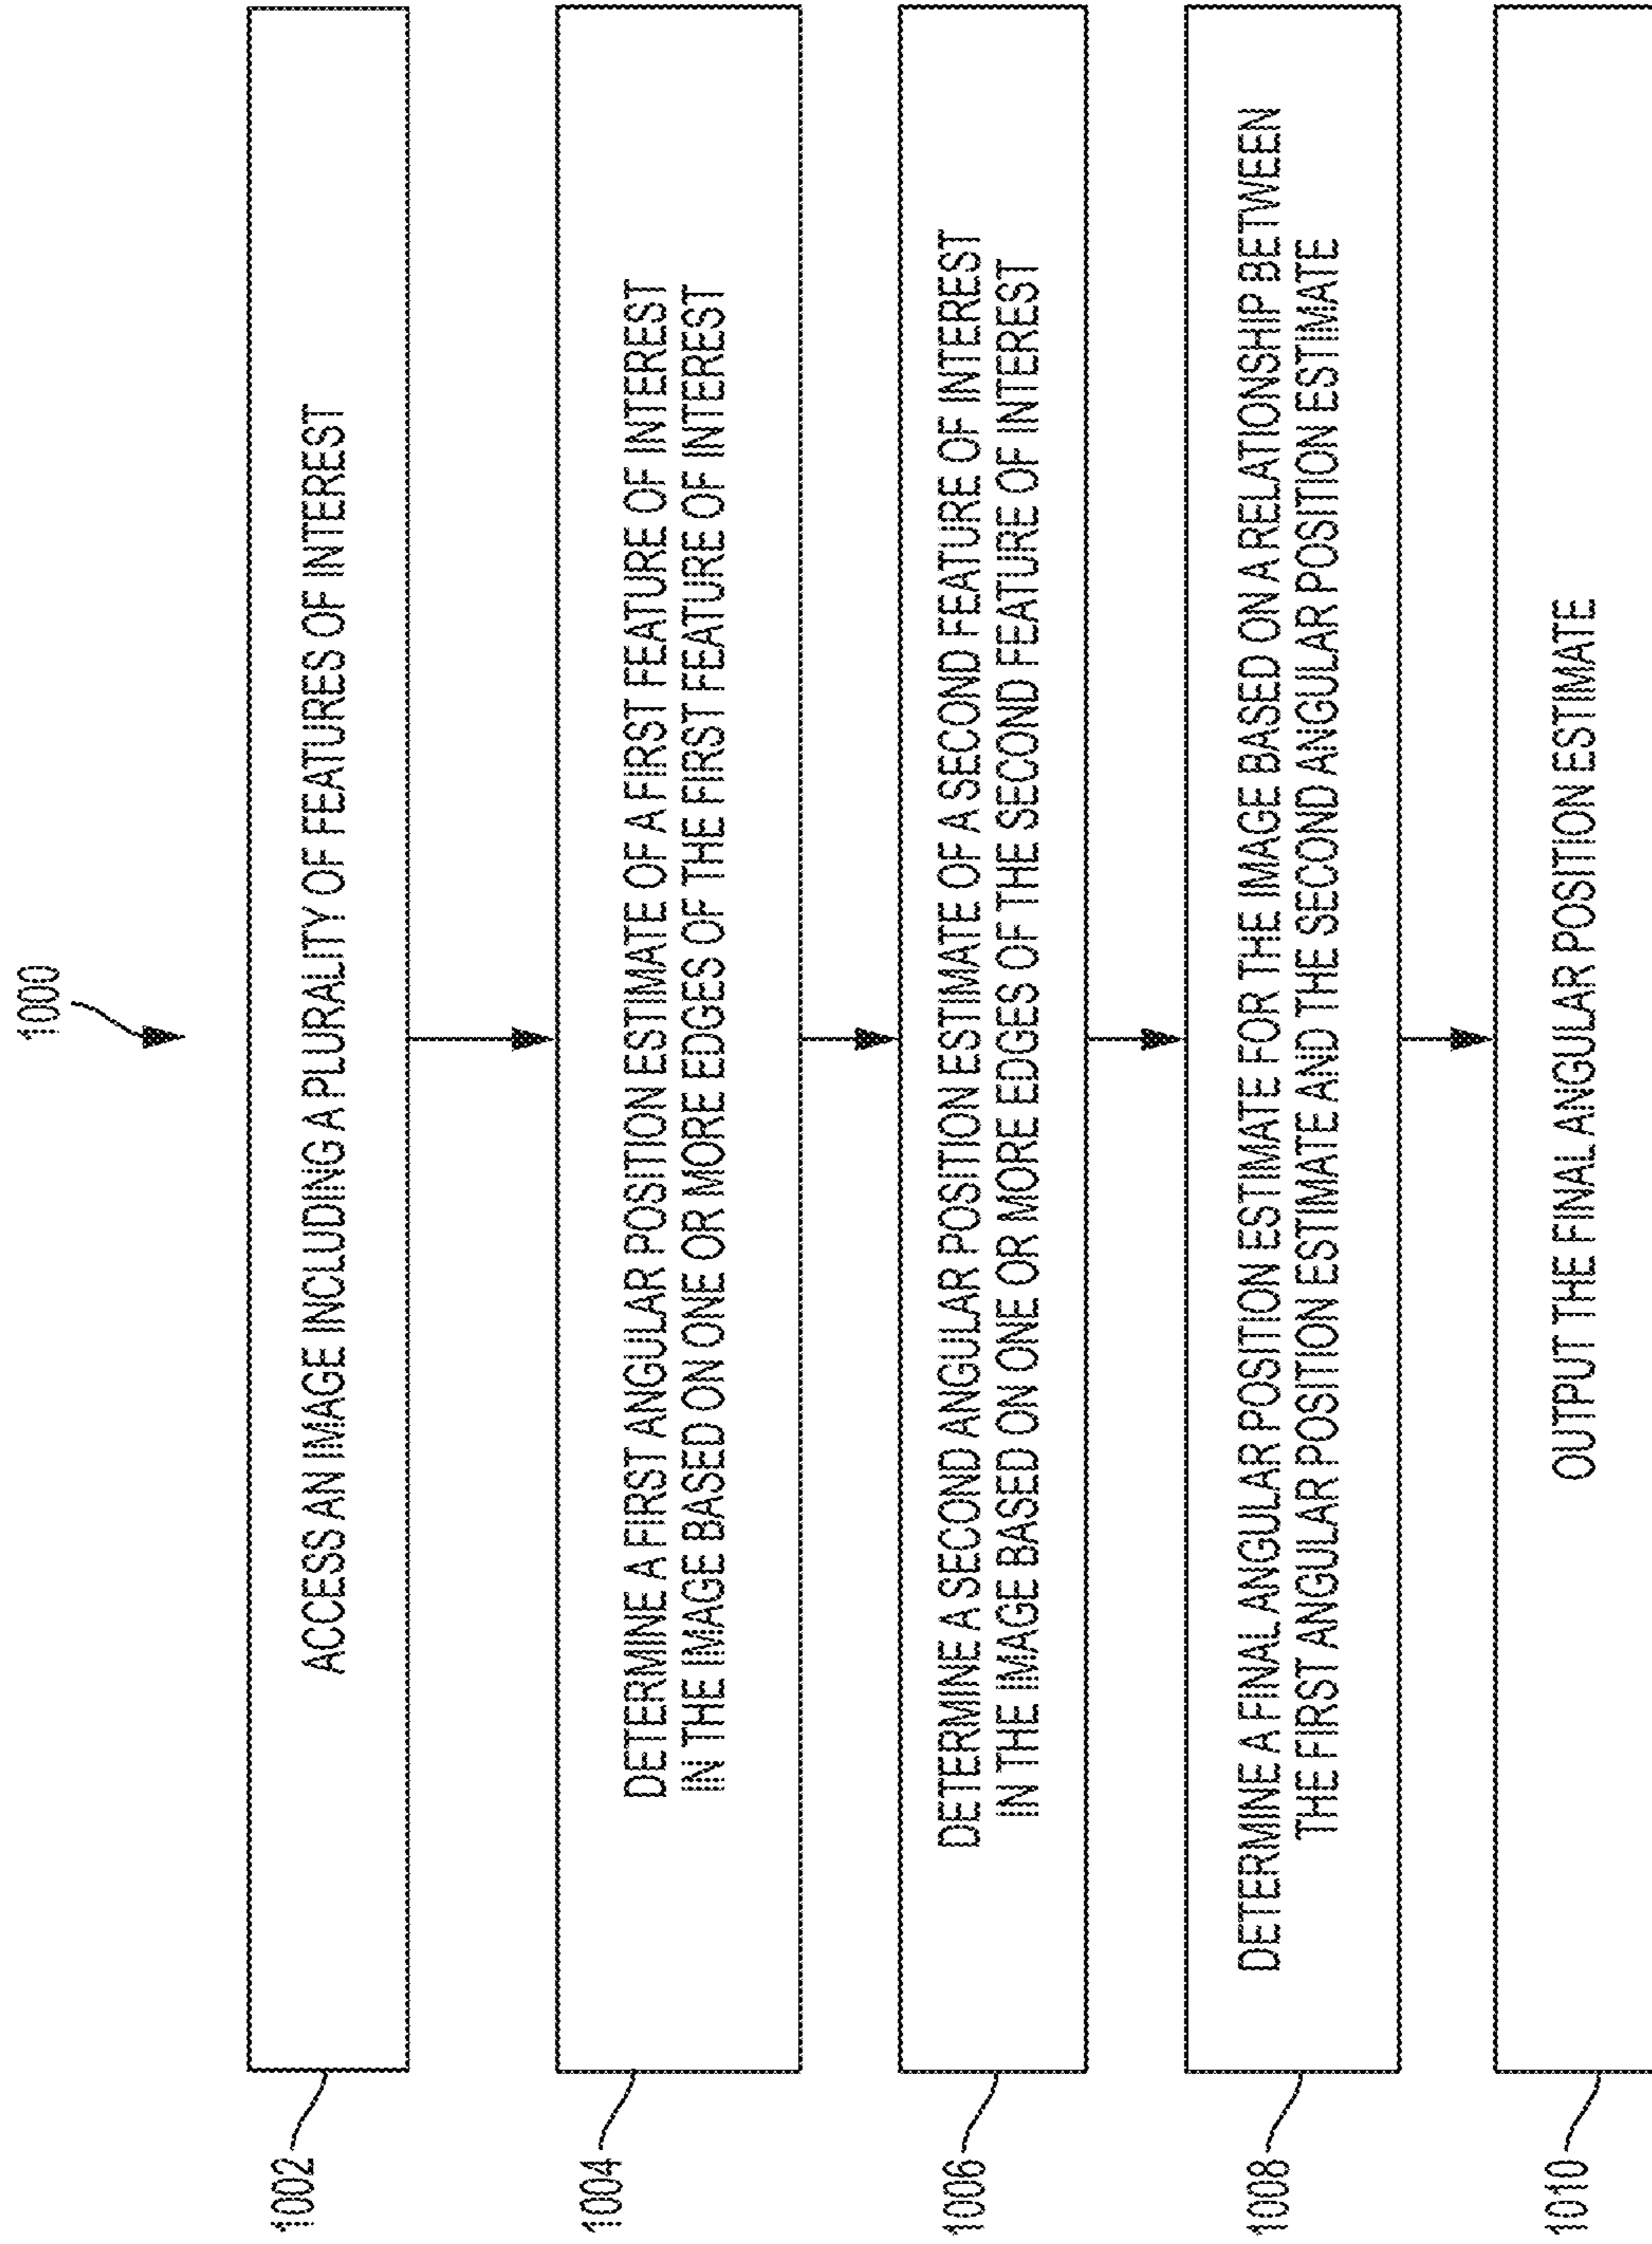 1000
1002
ACCESS AN IMAGE INCLUDING A PLURALITY OF FEATURES OF INTEREST
1004
DETERMINE A FIRST ANGULAR POSITION ESTIMATE OF A FIRST FEATURE OF INTEREST
IN THE IMAGE BASED ON ONE OR MORE EDGES OF THE FIRST FEATURE OF INTEREST
1006
DETERMINE A SECOND ANGULAR POSITION ESTIMATE OF A SECOND FEATURE OF INTEREST
IN THE IMAGE BASED ON ONE OR MORE EDGES OF THE SECOND FEATURE OF INTEREST
1008
DETERMINE A FINAL ANGULAR POSITION ESTIMATE FOR THE IMAGE BASED ON A RELATIONSHIP BETWEEN
THE FIRST ANGULAR POSITION ESTIMATE AND THE SECOND ANGULAR POSITION ESTIMATE
1010
OUTPUT THE FINAL ANGULAR POSITION ESTIMATE